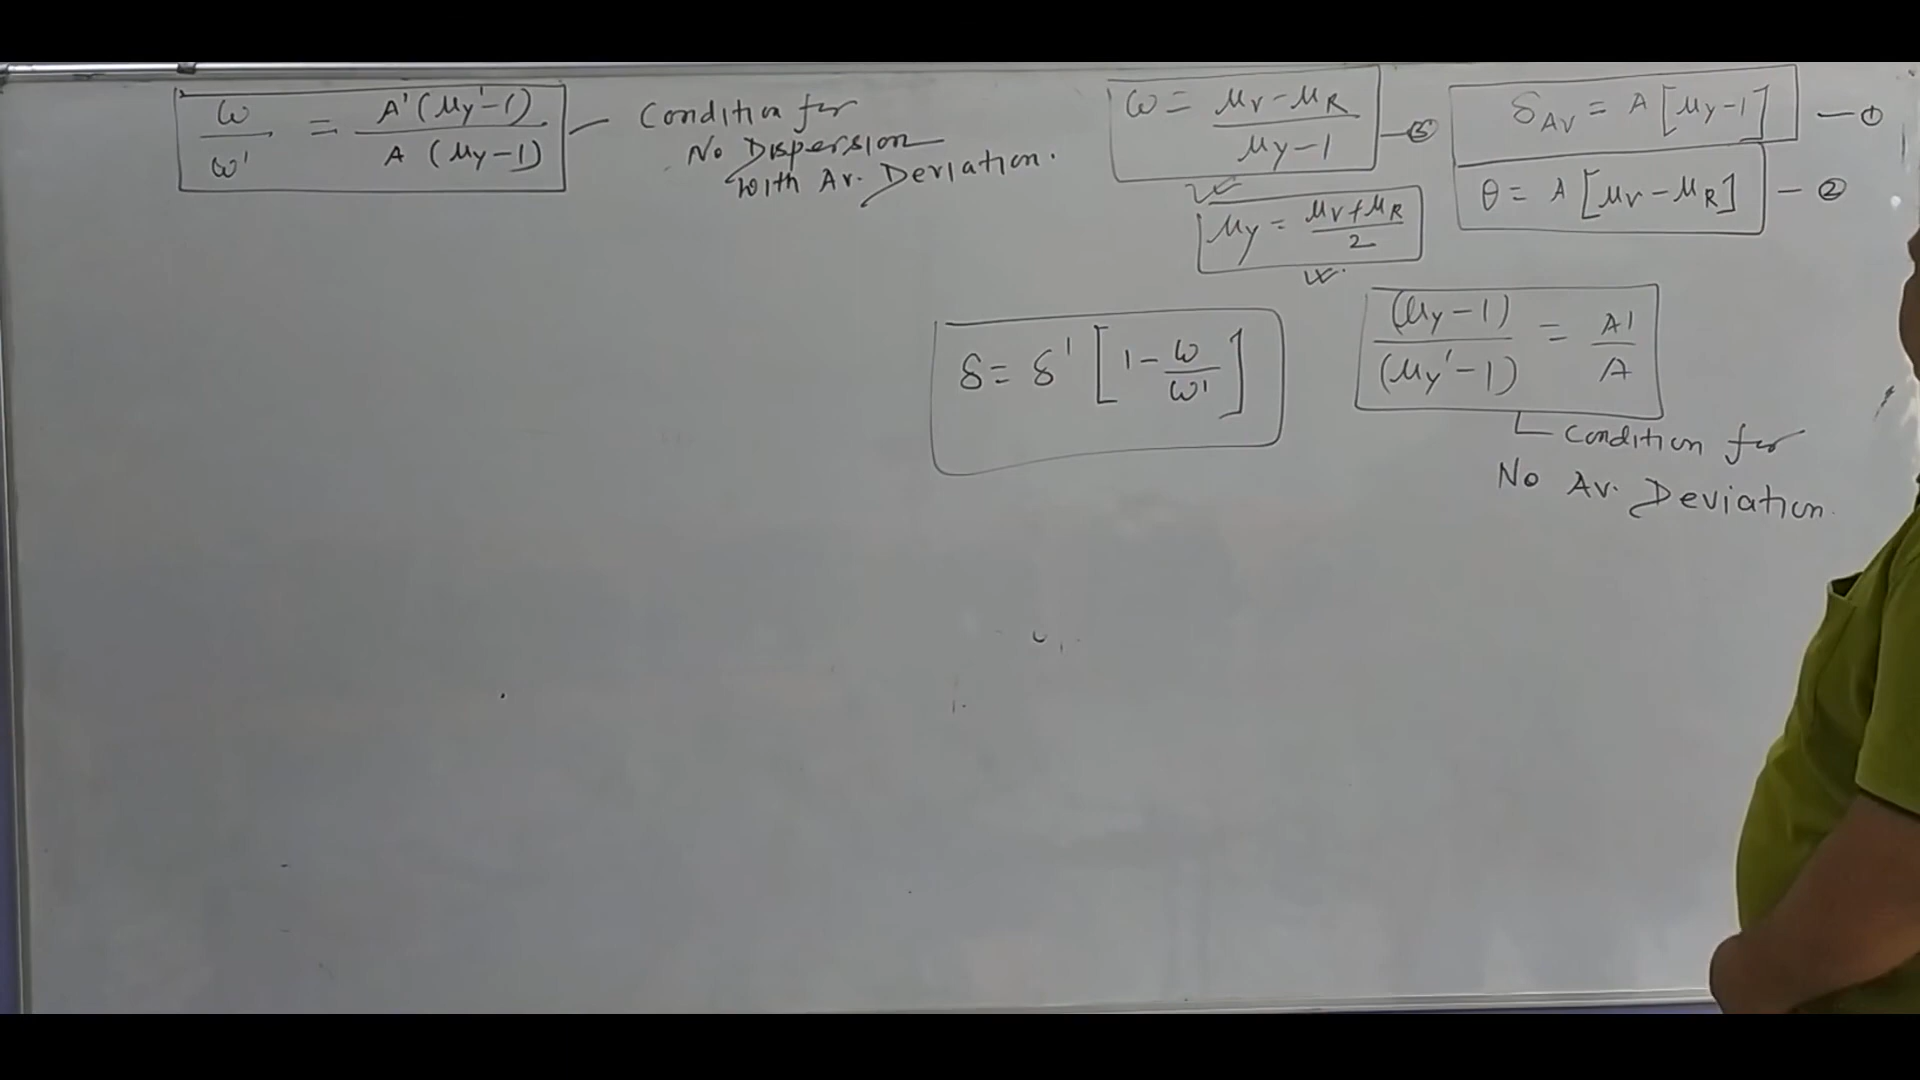 ω/ω' = A'(μy'-1)/A (μy-1) — Condition for
No Dispersion
with Av. Deviation.
ω = μv-μR/μy-1 — ⑤
δAV = A [μy-1] — ①
θ = A [μv-μR] — ②
μy = μv+μR/2
δ = δ' [1-ω/ω']
(μy-1)/(μy'-1) = A'/A
Condition for
No Av. Deviation.